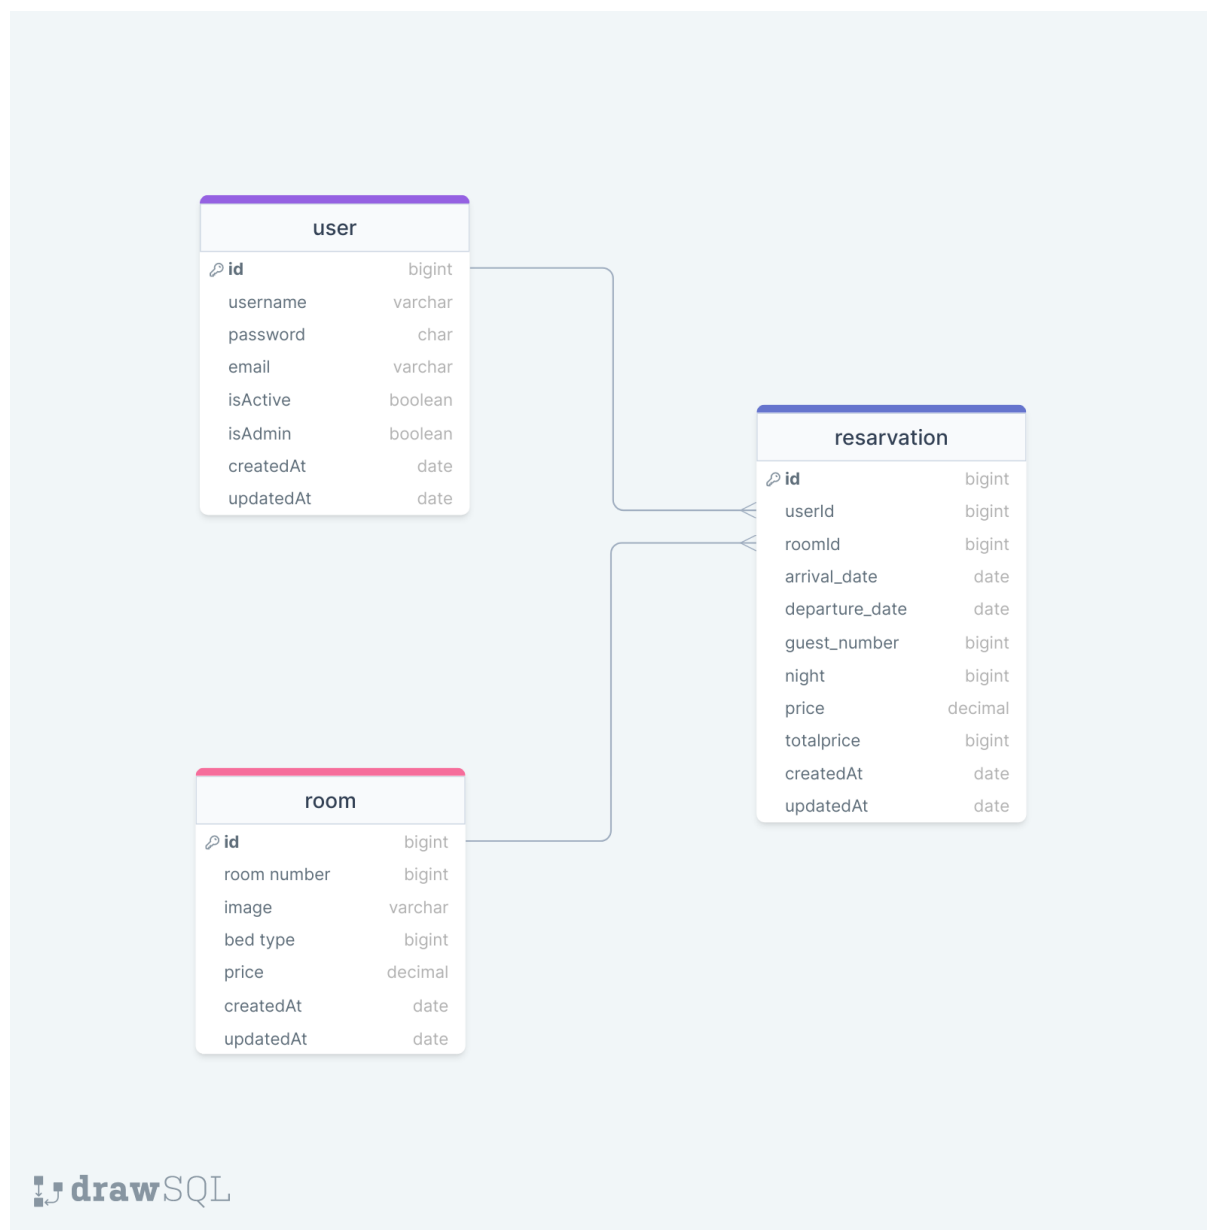 user
id bigint
username varchar
password char
email varchar
isActive boolean
isAdmin boolean
createdAt date
updatedAt date
resarvation
id bigint
userId bigint
roomId bigint
arrival_date date
departure_date date
guest_number bigint
night bigint
price decimal
totalprice bigint
createdAt date
updatedAt date
room
id bigint
room number bigint
image varchar
bed type bigint
price decimal
createdAt date
updatedAt date
drawSQL